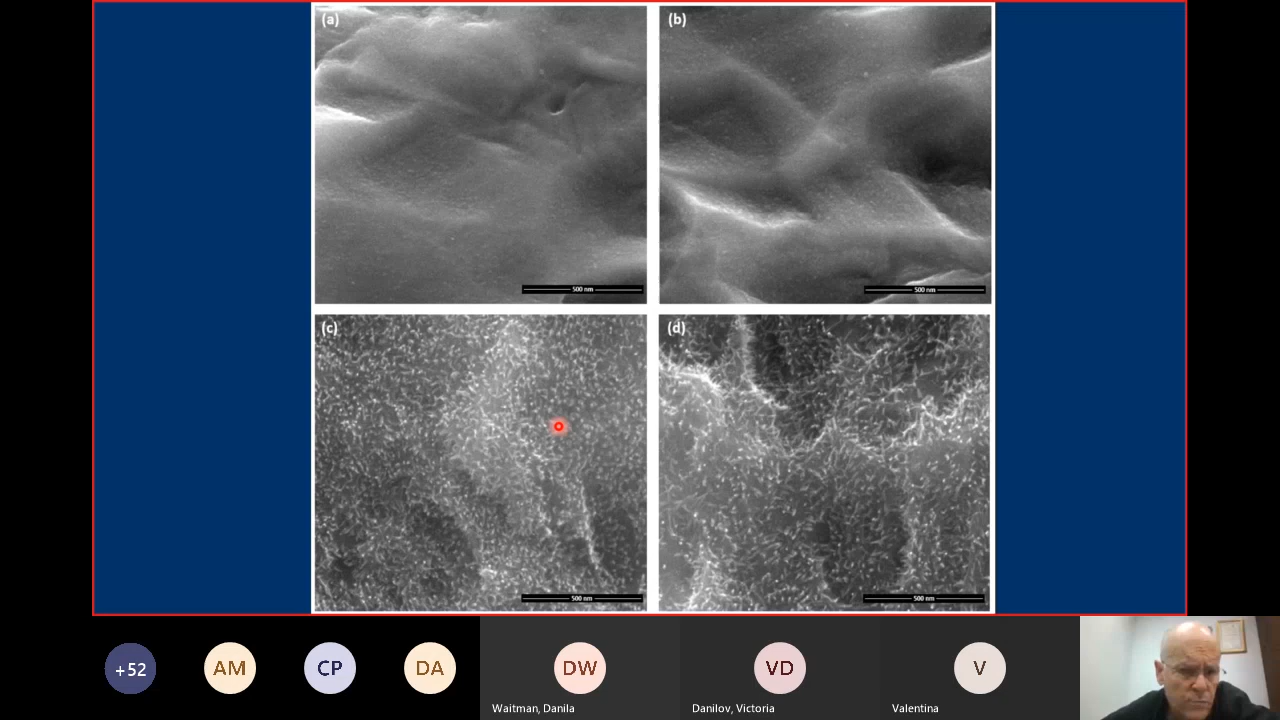 (a)
(b)
500 nm
500 nm
(c)
(d)
500 nm
500 nm
+52
AM
CP
DA
DW
VD
V
Waitman, Danila
Danilov, Victoria
Valentina